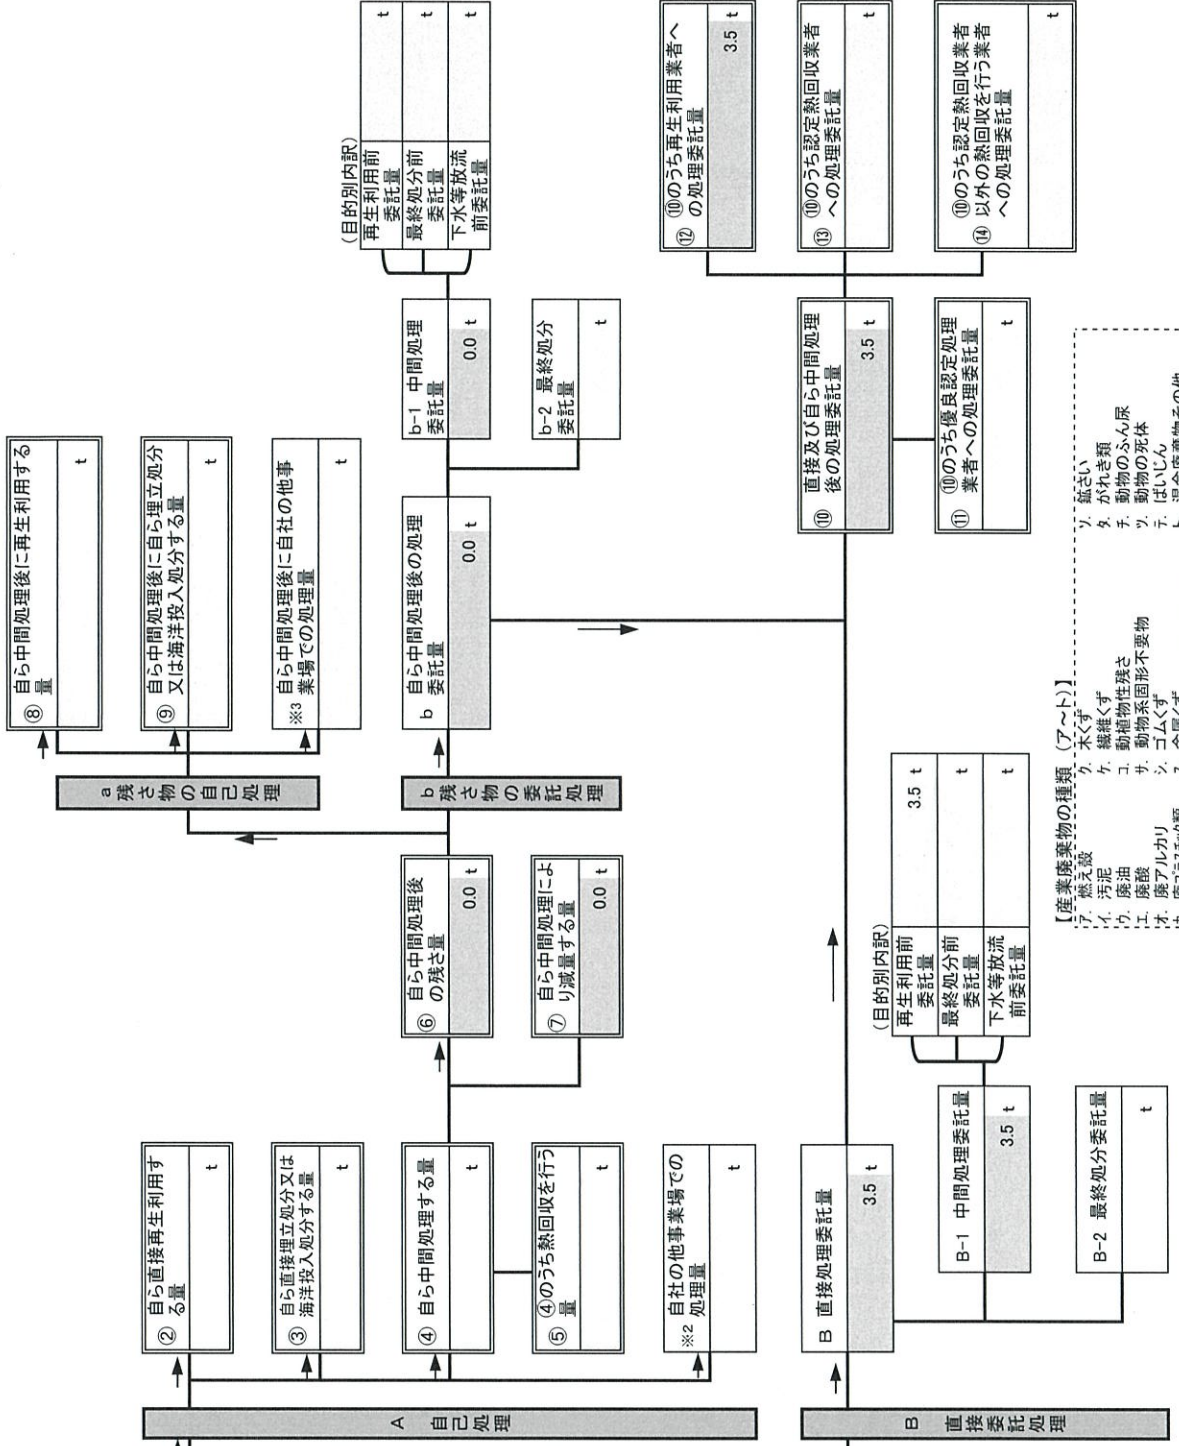 A 自己処理
② 自ら直接再生利用す
る量
t
③ 自ら直接埋立処分又は
海洋投入処分する量
t
④ 自ら中間処理する量
t
⑤ ④のうち熱回収を行う
量
t
※2 自社の他事業場での
処理量
t
⑥ 自ら中間処理後
の残さ量
0.0 t
⑦ 自ら中間処理によ
り減量する量
0.0 t
a 残さ物の自己処理
⑧ 自ら中間処理後に再生利用する
量
t
⑨ 自ら中間処理後に自ら埋立処分
又は海洋投入処分する量
t
※3 自ら中間処理後に自社の他事
業場での処理量
t
b 残さ物の委託処理
b 自ら中間処理後の処理
委託量
0.0 t
b-1 中間処理
委託量
0.0 t
b-2 最終処分
委託量
t
(目的別内訳)
再生利用前
委託量
t
最終処分前
委託量
t
下水等放流
前委託量
t
B 直接委託処理
B 直接処理委託量
3.5 t
B-1 中間処理委託量
3.5 t
B-2 最終処分委託量
t
(目的別内訳)
再生利用前
委託量
3.5 t
最終処分前
委託量
t
下水等放流
前委託量
t
⑩ 直接及び自ら中間処理
後の処理委託量
3.5 t
⑪ ⑩のうち優良認定処理
業者への処理委託量
t
⑫ ⑩のうち再生利用業者へ
の処理委託量
3.5 t
⑬ ⑩のうち認定熱回収業者
への処理委託量
t
⑭ ⑩のうち認定熱回収業者
以外の熱回収を行う業者
への処理委託量
t
【産業廃棄物の種類 (ア~ト)】
ア. 燃え殻
イ. 汚泥
ウ. 廃油
エ. 廃酸
オ. 廃アルカリ
カ. 廃プラスチック類
ク. 木くず
ケ. 繊維くず
コ. 動植物性残さ
サ. 動物系固形不要物
シ. ゴムくず
ス. 金属くず
ソ. 鉱さい
タ. がれき類
チ. 動物のふん尿
ツ. 動物の死体
テ. ばいじん
ト. 混合廃棄物その他